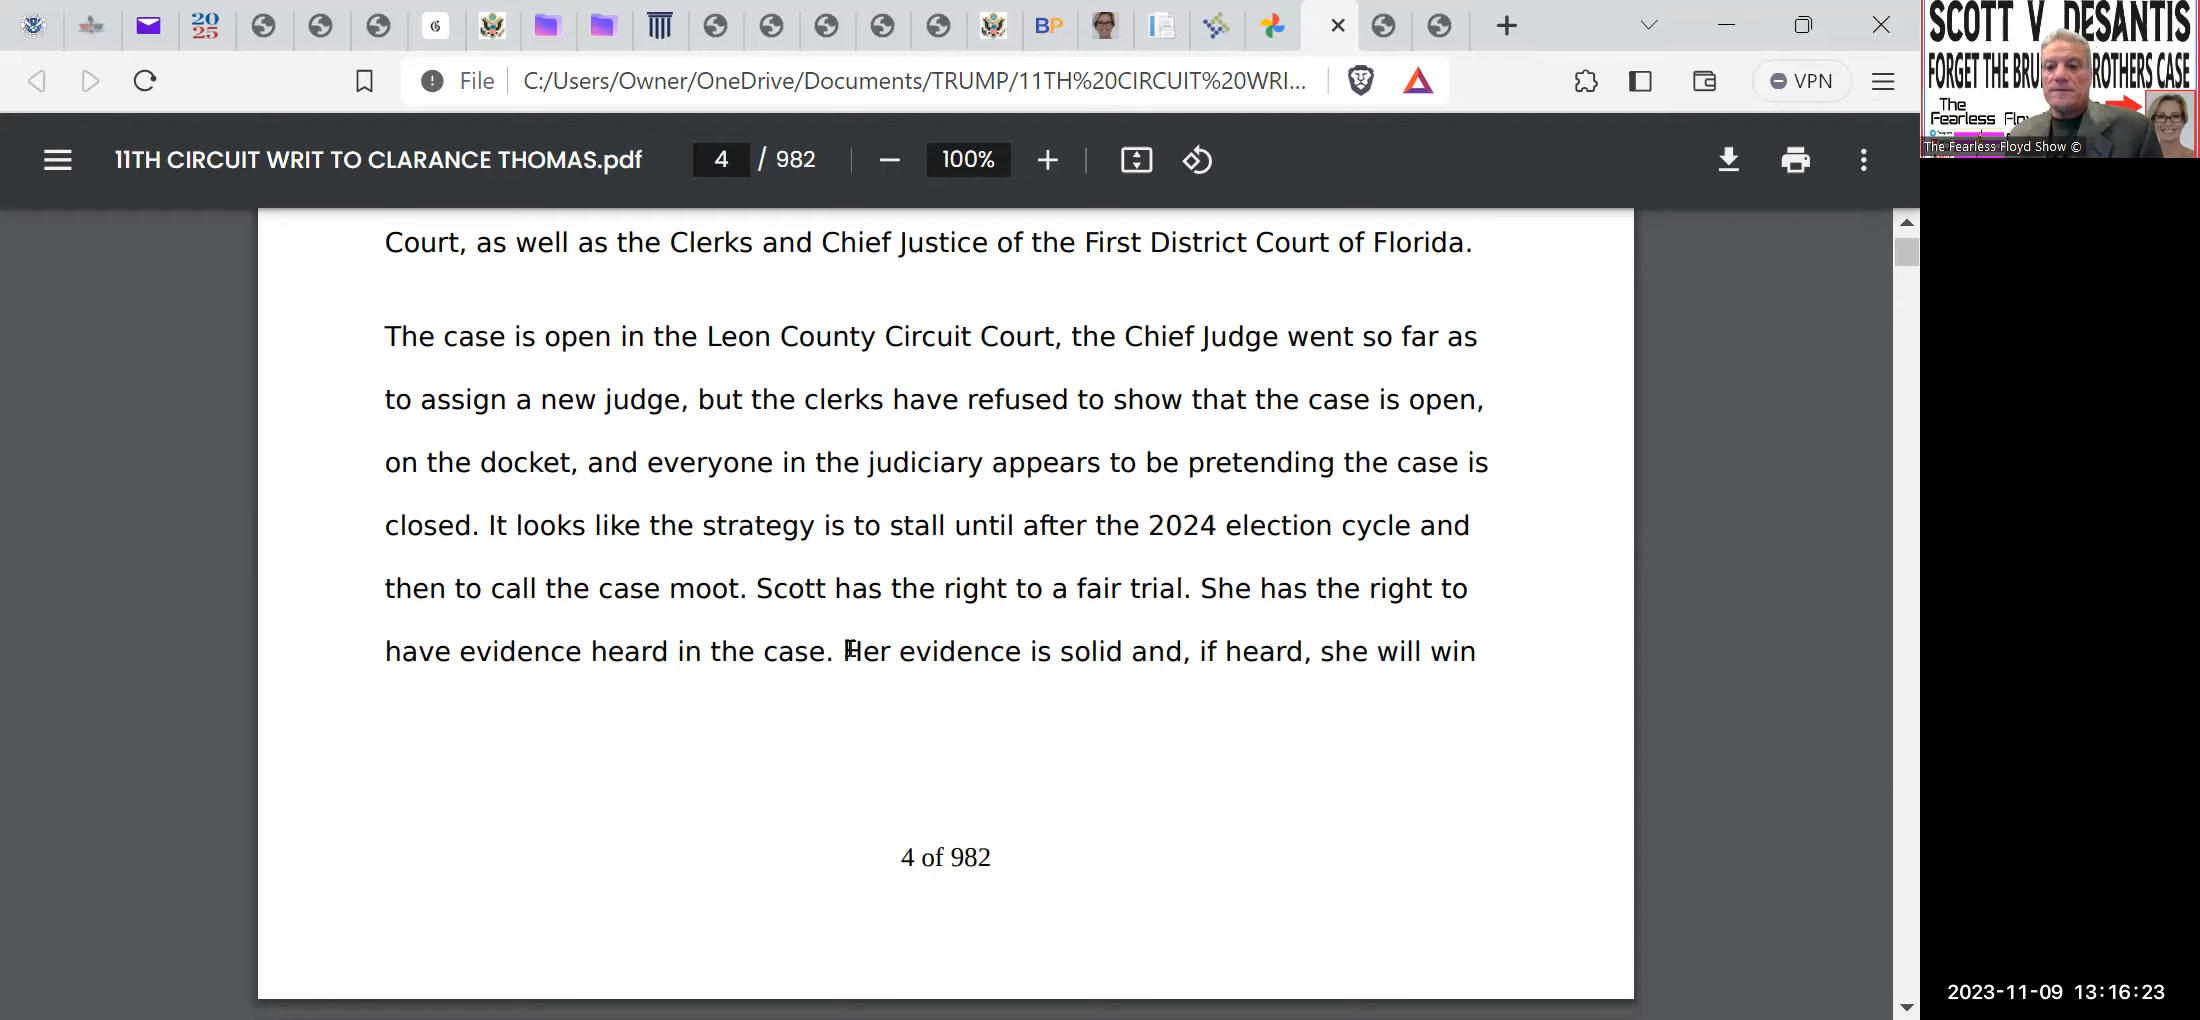 20
25
G
BP
File
C:/Users/Owner/OneDrive/Documents/TRUMP/11TH%20CIRCUIT%20WRI...
VPN
SCOTT V. DESANTIS
FORGET THE BRU ROTHERS CASE
The
Fearless Floy
The Fearless Floyd Show ©
11TH CIRCUIT WRIT TO CLARANCE THOMAS.pdf
4 / 982
100%
Court, as well as the Clerks and Chief Justice of the First District Court of Florida.
The case is open in the Leon County Circuit Court, the Chief Judge went so far as
to assign a new judge, but the clerks have refused to show that the case is open,
on the docket, and everyone in the judiciary appears to be pretending the case is
closed. It looks like the strategy is to stall until after the 2024 election cycle and
then to call the case moot. Scott has the right to a fair trial. She has the right to
have evidence heard in the case. Her evidence is solid and, if heard, she will win
4 of 982
2023-11-09 13:16:23